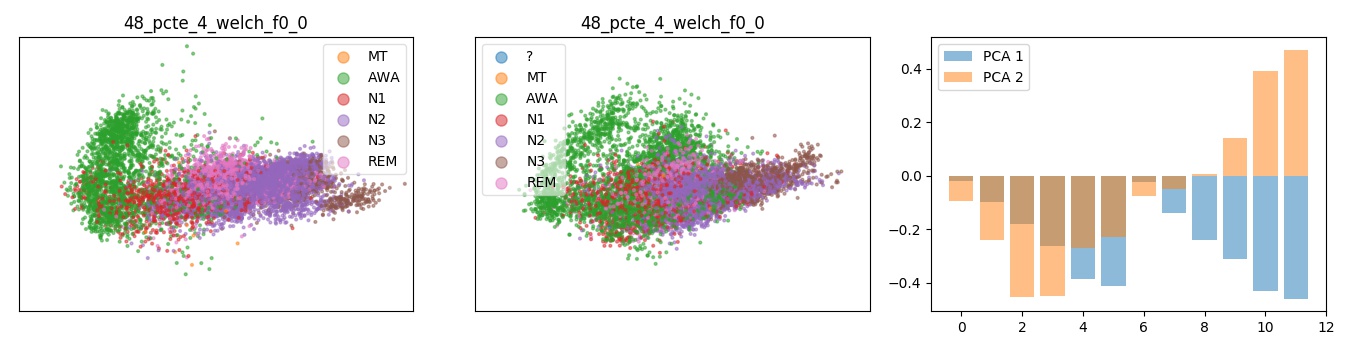 48_pcte_4_welch_f0_0
MT
AWA
N1
N2
N3
REM
48_pcte_4_welch_f0_0
?
MT
AWA
N1
N2
N3
REM
PCA 1
PCA 2
0.4
0.2
0.0
−0.2
−0.4
0 2 4 6 8 10 12